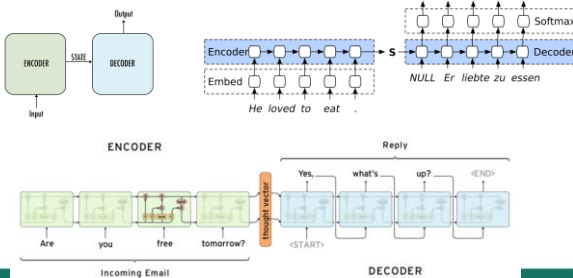 Output
ENCODER
STATE
DECODER
Input
Softmax
Encoder
S
Decoder
Embed
NULL Er liebte zu essen
He loved to eat .
ENCODER
Reply
Yes, what's up? <END>
thought vector
Are you free tomorrow?
<START>
Incoming Email
DECODER